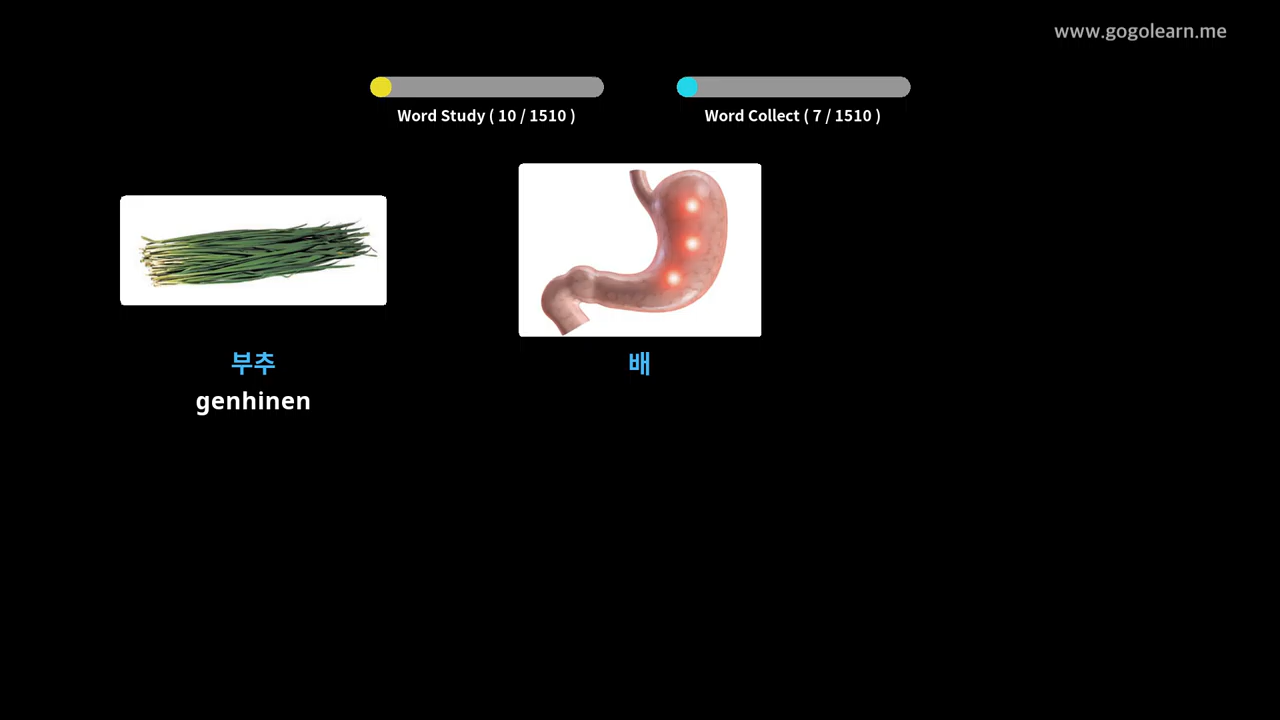 www.gogolearn.me
Word Study ( 10 / 1510 )
Word Collect ( 7 / 1510 )
부추
genhinen
배